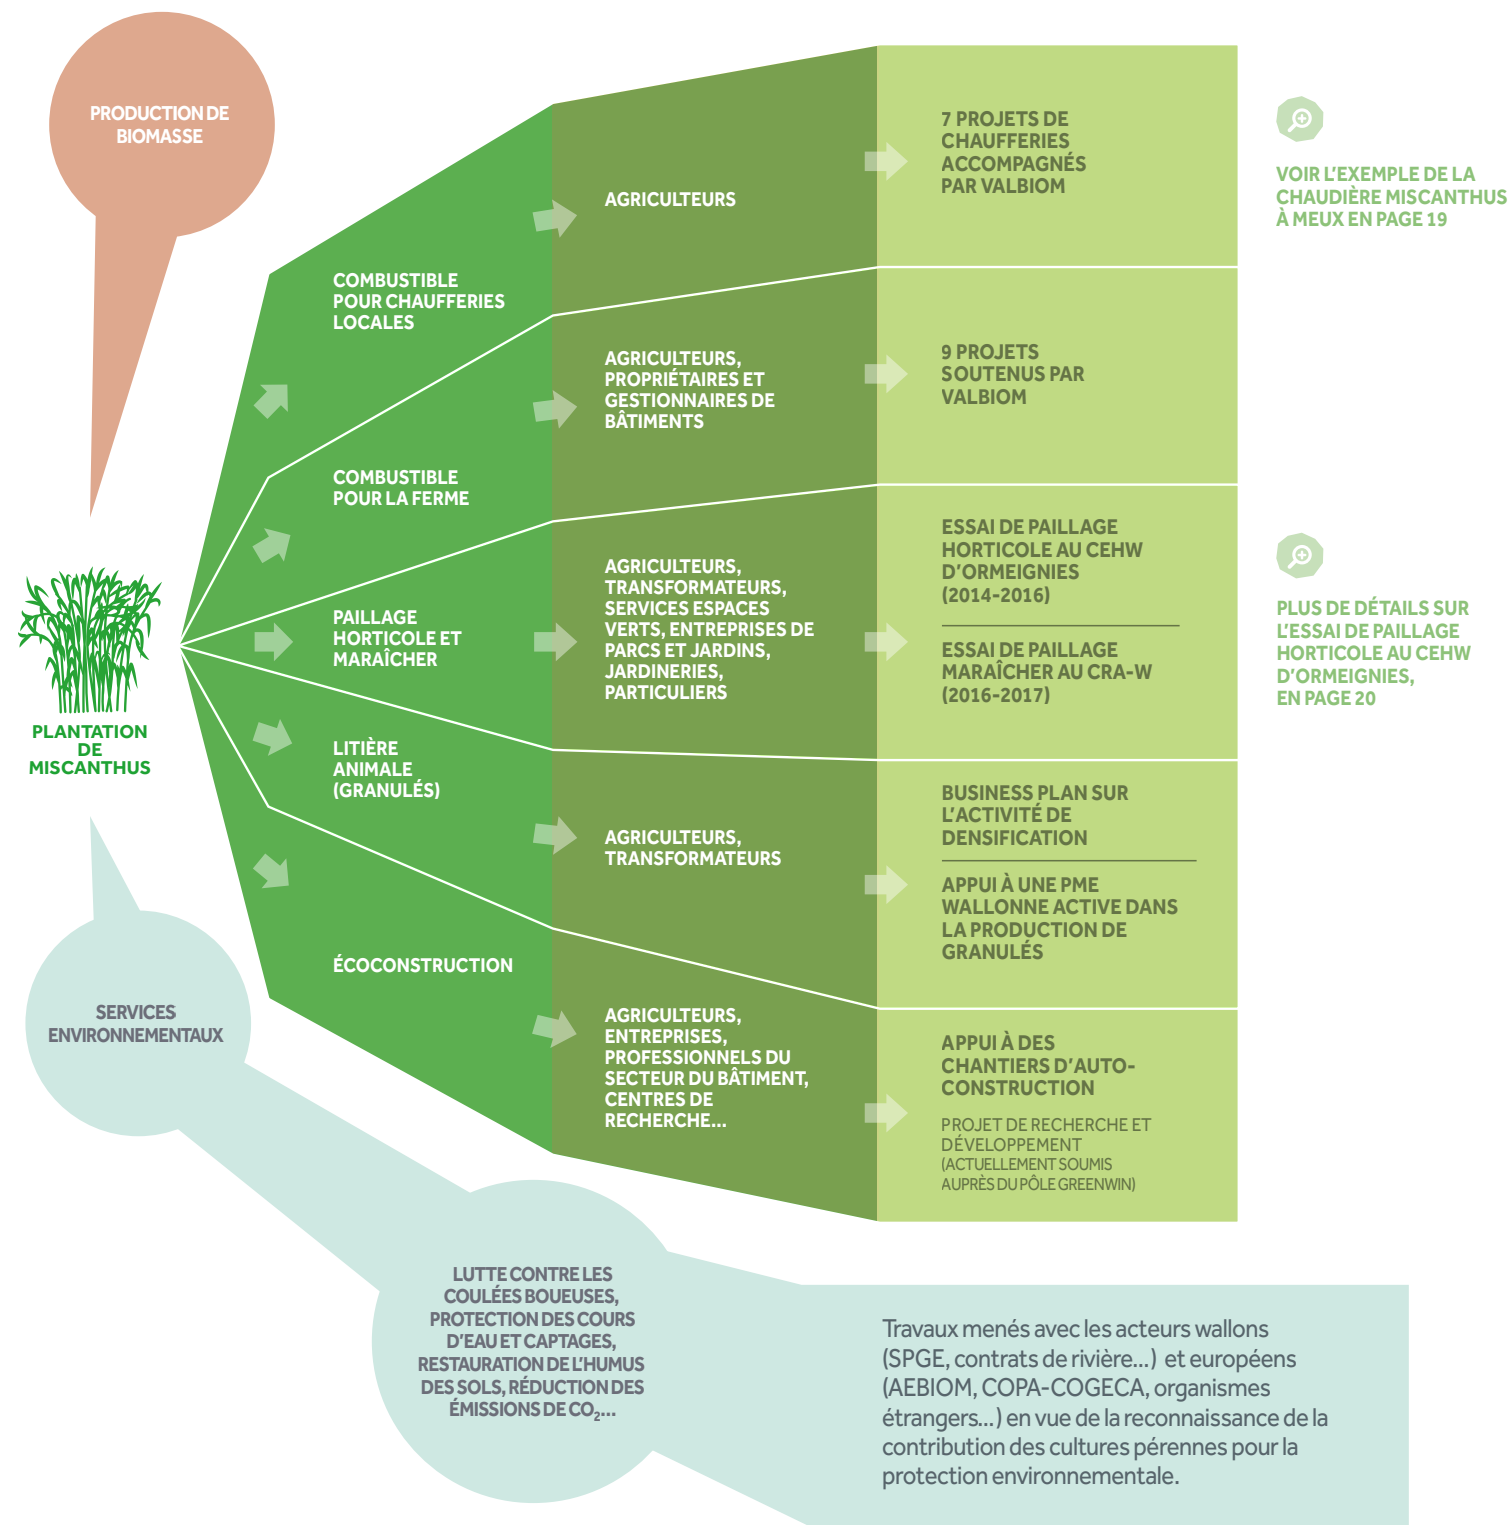 PRODUCTION DE
BIOMASSE
PLANTATION
DE
MISCANTHUS
SERVICES
ENVIRONNEMENTAUX
COMBUSTIBLE
POUR CHAUFFERIES
LOCALES
AGRICULTEURS
7 PROJETS DE
CHAUFFERIES
ACCOMPAGNÉS
PAR VALBIOM
VOIR L'EXEMPLE DE LA
CHAUDIÈRE MISCANTHUS
À MEUX EN PAGE 19
COMBUSTIBLE
POUR LA FERME
AGRICULTEURS,
PROPRIÉTAIRES ET
GESTIONNAIRES DE
BÂTIMENTS
9 PROJETS
SOUTENUS PAR
VALBIOM
PAILLAGE
HORTICOLE ET
MARAÎCHER
AGRICULTEURS,
TRANSFORMATEURS,
SERVICES ESPACES
VERTS, ENTREPRISES DE
PARCS ET JARDINS,
JARDINERIES,
PARTICULIERS
ESSAI DE PAILLAGE
HORTICOLE AU CEHW
D'ORMEIGNIES
(2014-2016)
ESSAI DE PAILLAGE
MARAÎCHER AU CRA-W
(2016-2017)
PLUS DE DÉTAILS SUR
L'ESSAI DE PAILLAGE
HORTICOLE AU CEHW
D'ORMEIGNIES,
EN PAGE 20
LITIÈRE
ANIMALE
(GRANULÉS)
AGRICULTEURS,
TRANSFORMATEURS
BUSINESS PLAN SUR
L'ACTIVITÉ DE
DENSIFICATION
APPUI À UNE PME
WALLONNE ACTIVE DANS
LA PRODUCTION DE
GRANULÉS
ÉCOCONSTRUCTION
AGRICULTEURS,
ENTREPRISES,
PROFESSIONNELS DU
SECTEUR DU BÂTIMENT,
CENTRES DE
RECHERCHE...
APPUI À DES
CHANTIERS D'AUTO-
CONSTRUCTION
PROJET DE RECHERCHE ET
DÉVELOPPEMENT
(ACTUELLEMENT SOUMIS
AUPRÈS DU PÔLE GREENWIN)
LUTTE CONTRE LES
COULÉES BOUEUSES,
PROTECTION DES COURS
D'EAU ET CAPTAGES,
RESTAURATION DE L'HUMUS
DES SOLS, RÉDUCTION DES
ÉMISSIONS DE CO₂...
Travaux menés avec les acteurs wallons
(SPGE, contrats de rivière...) et européens
(AEBIOM, COPA-COGECA, organismes
étrangers...) en vue de la reconnaissance de la
contribution des cultures pérennes pour la
protection environnementale.